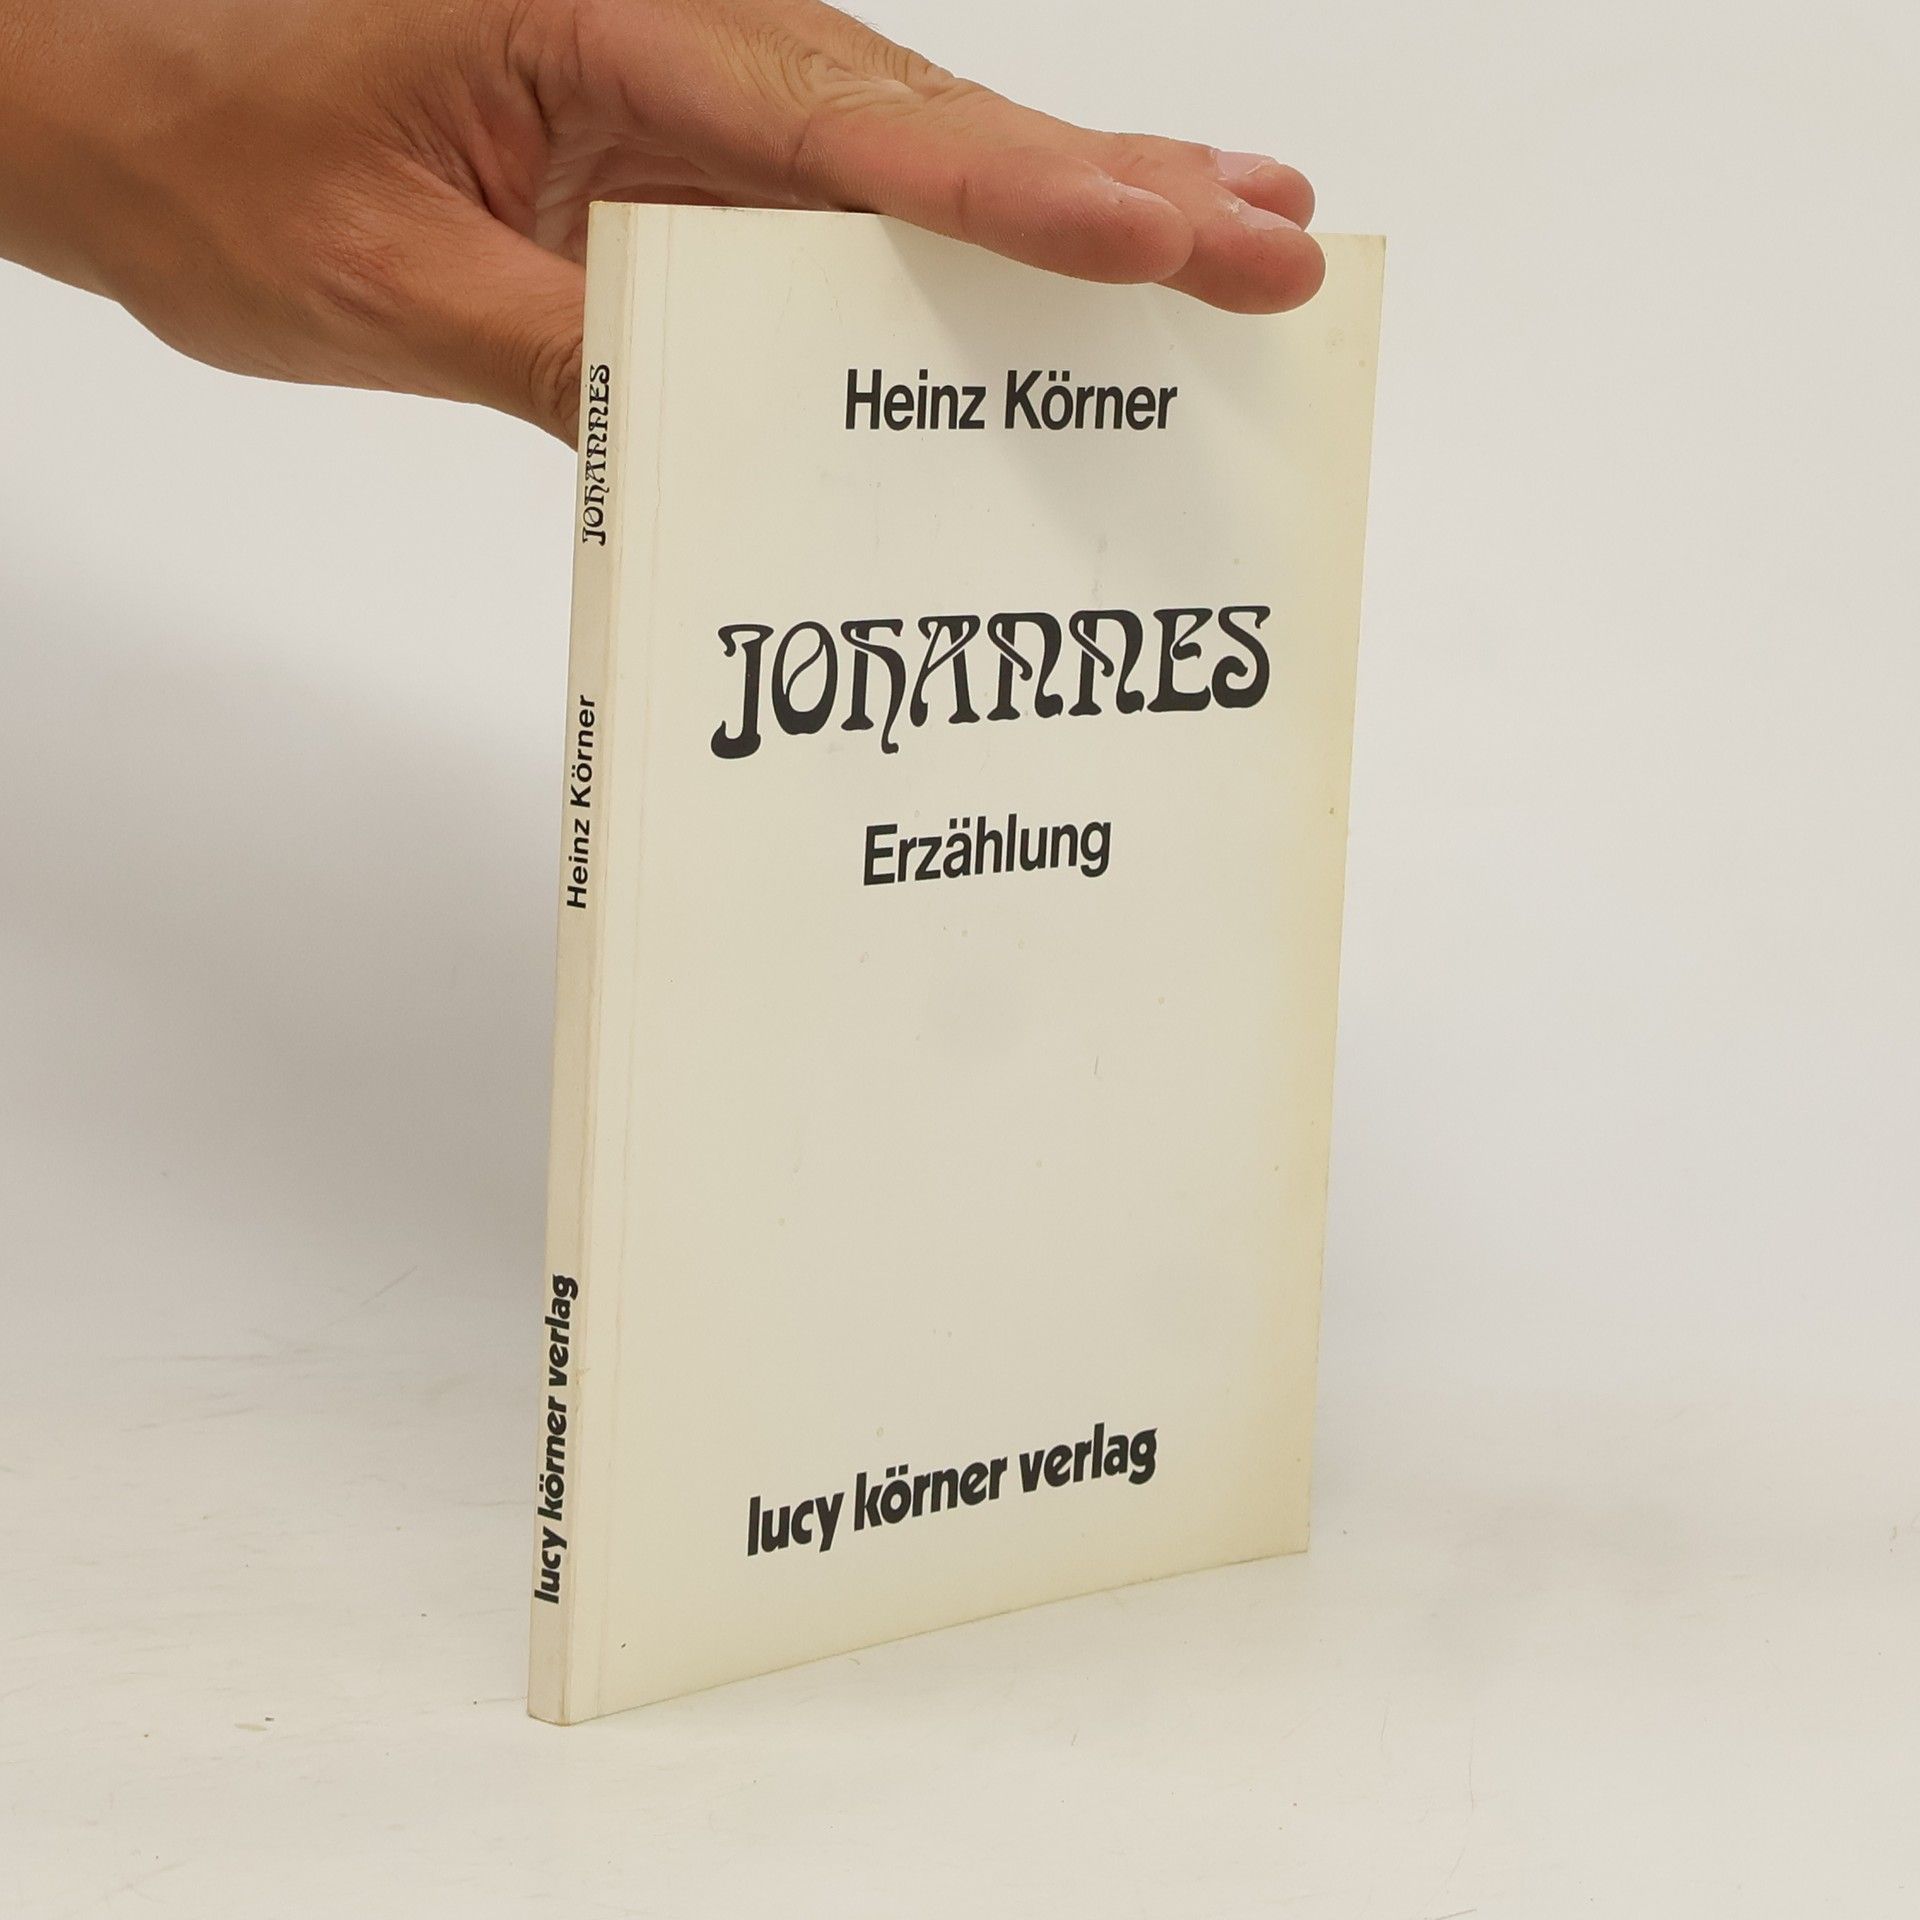 Heinz Körner
JOHANNES
Erzählung
lucy körner verlag
JOHANNES
Heinz Körner
lucy körner verlag